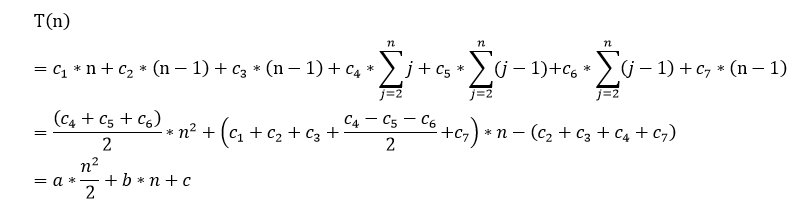 T(n)
= c₁ * n + c₂ * (n − 1) + c₃ * (n − 1) + c₄ * ∑_{j=2}^{n} j + c₅ * ∑_{j=2}^{n} (j − 1)+c₆ * ∑_{j=2}^{n} (j − 1) + c₇ * (n − 1)
= (c₄ + c₅ + c₆)/2 * n² + (c₁ + c₂ + c₃ + (c₄ − c₅ − c₆)/2 +c₇) * n − (c₂ + c₃ + c₄ + c₇)
= a * n²/2 + b * n + c